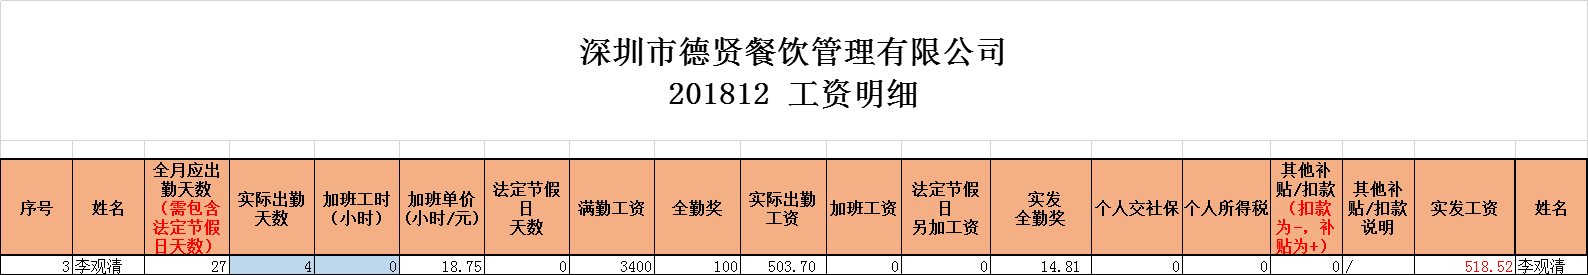 深圳市德贤餐饮管理有限公司
201812 工资明细
序号 姓名 全月应出勤天数（需包含法定节假日天数） 实际出勤天数 加班工时（小时） 加班单价(小时/元) 法定节假日天数 满勤工资 全勤奖 实际出勤工资 加班工资 法定节假日另加工资 实发全勤奖 个人交社保 个人所得税 其他补贴/扣款（扣款为-，补贴为+） 其他补贴/扣款说明 实发工资 姓名
3 李观清 27 4 0 18.75 0 3400 100 503.70 0 0 14.81 0 0 0 / 518.52 李观清